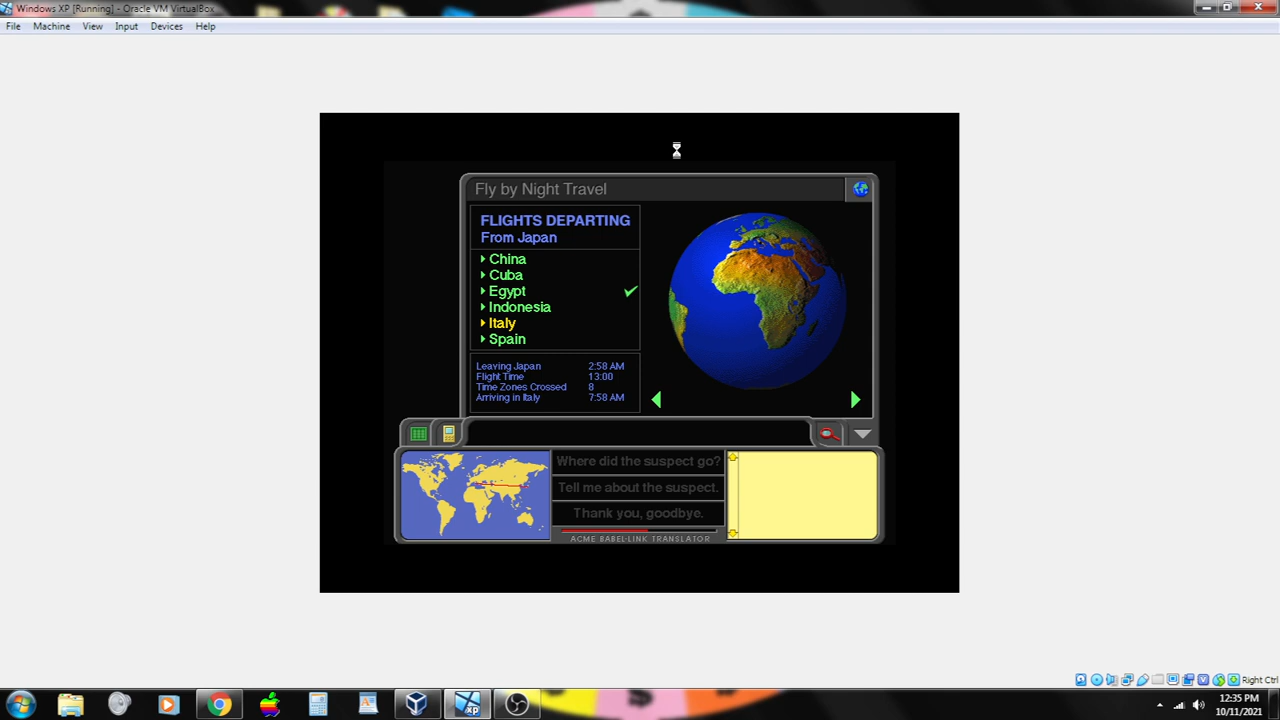 Windows XP [Running] - Oracle VM VirtualBox
File Machine View Input Devices Help
Fly by Night Travel
FLIGHTS DEPARTING
From Japan
China
Cuba
Egypt
Indonesia
Italy
Spain
Leaving Japan 2:58 AM
Flight Time 13:00
Time Zones Crossed 8
Arriving in Italy 7:58 AM
Where did the suspect go?
Tell me about the suspect.
Thank you, goodbye.
ACME BABEL-LINK TRANSLATOR
Right Ctrl
xp
12:35 PM
10/11/2021